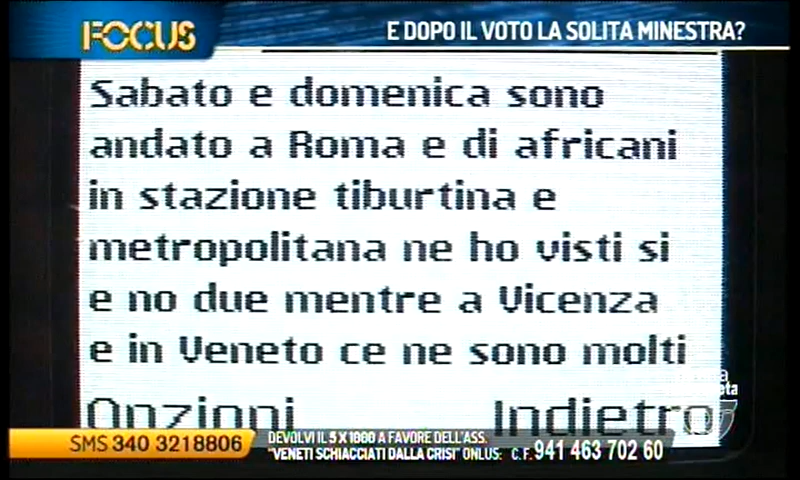 FOCUS
E DOPO IL VOTO LA SOLITA MINESTRA?
Sabato e domenica sono
andato a Roma e di africani
in stazione tiburtina e
metropolitana ne ho visti si
e no due mentre a Vicenza
e in Veneto ce ne sono molti
Opzioni Indietro
SMS 340 3218806
DEVOLVI IL 5 X 1000 A FAVORE DELL'ASS.
"VENETI SCHIACCIATI DALLA CRISI" ONLUS: C.F. 941 463 702 60